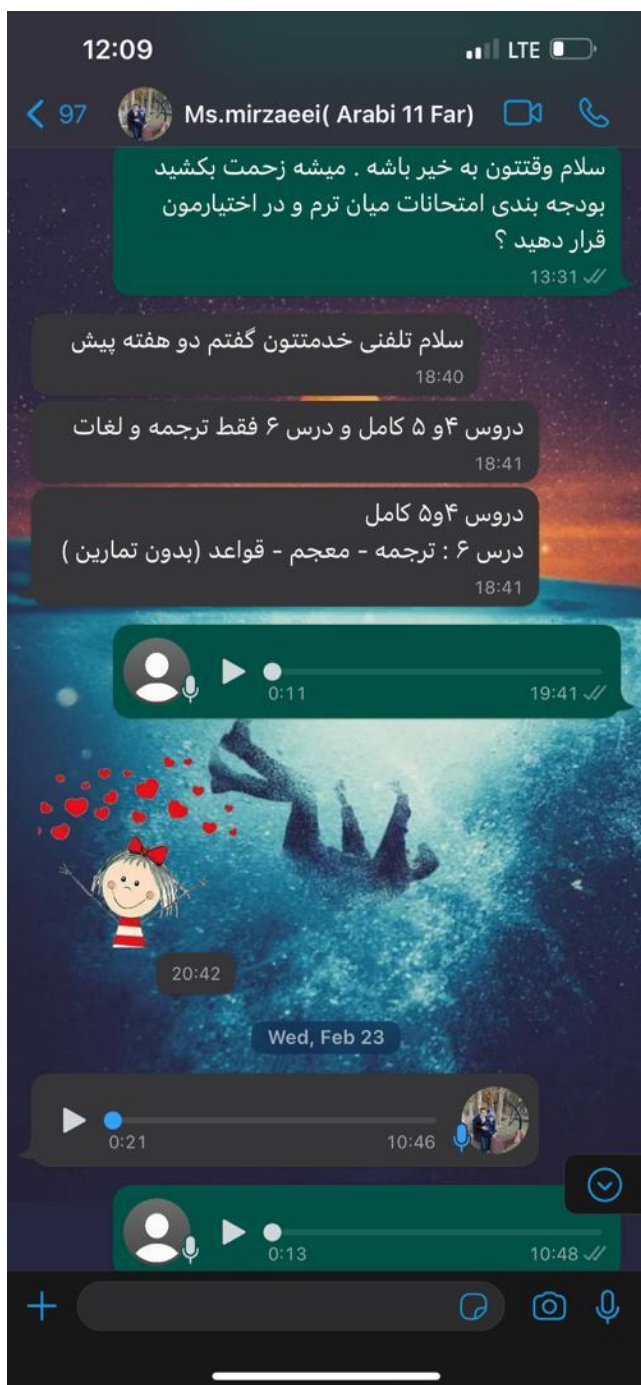 12:09
LTE
97
Ms.mirzaeei( Arabi 11 Far)
سلام وقتتون به خیر باشه . میشه زحمت بکشید
بودجه بندی امتحانات میان ترم و در اختیارمون
قرار دهید ؟
13:31
سلام تلفنی خدمتتون گفتم دو هفته پیش
18:40
دروس ۴و ۵ کامل و درس ۶ فقط ترجمه و لغات
18:41
دروس ۴و۵ کامل
درس ۶ : ترجمه - معجم - قواعد (بدون تمارین )
18:41
0:11 19:41
20:42
Wed, Feb 23
0:21 10:46
0:13 10:48